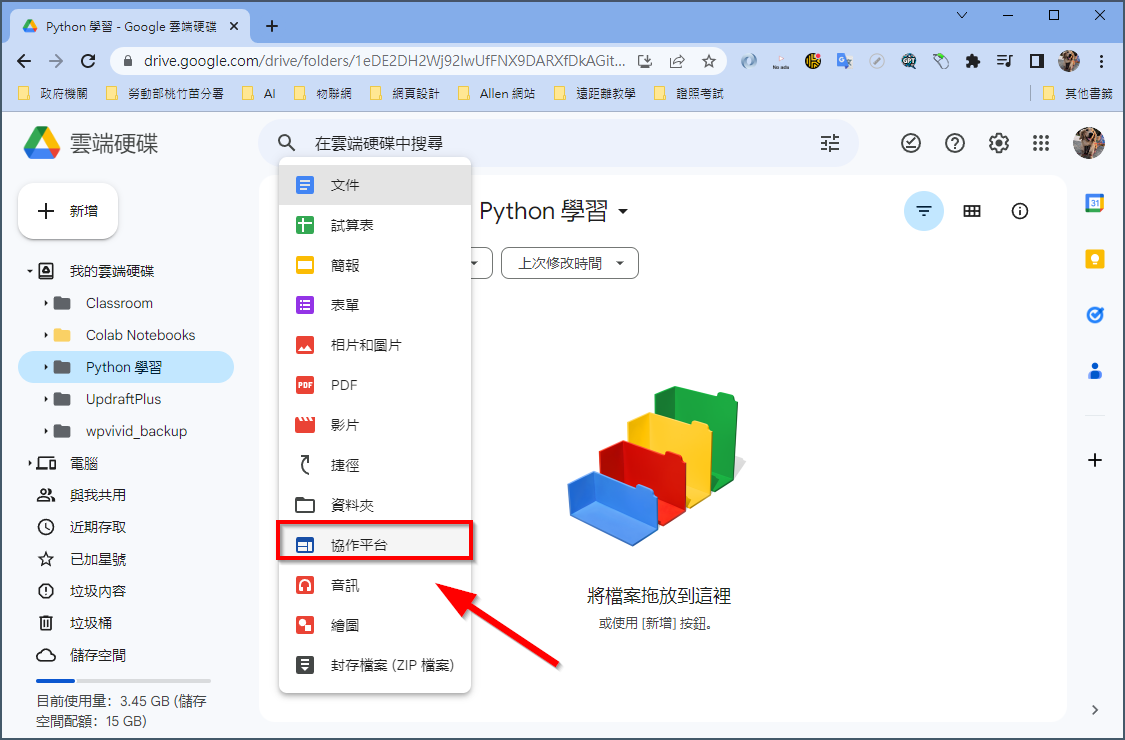 Python 學習 - Google 雲端硬碟
drive.google.com/drive/folders/1eDE2DH2Wj92IwUfFNX9DARXfDkAGit...
政府機關
勞動部桃竹苗分署
AI
物聯網
網頁設計
Allen 網站
遠距離教學
證照考試
其他書籤
雲端硬碟
在雲端硬碟中搜尋
新增
我的雲端硬碟
Classroom
Colab Notebooks
Python 學習
UpdraftPlus
wpvivid_backup
電腦
與我共用
近期存取
已加星號
垃圾內容
垃圾桶
儲存空間
目前使用量：3.45 GB (儲存
空間配額：15 GB)
文件
試算表
簡報
表單
相片和圖片
PDF
PDF
影片
捷徑
資料夾
協作平台
音訊
繪圖
封存檔案 (ZIP 檔案)
Python 學習
上次修改時間
將檔案拖放到這裡
或使用 [新增] 按鈕。
31